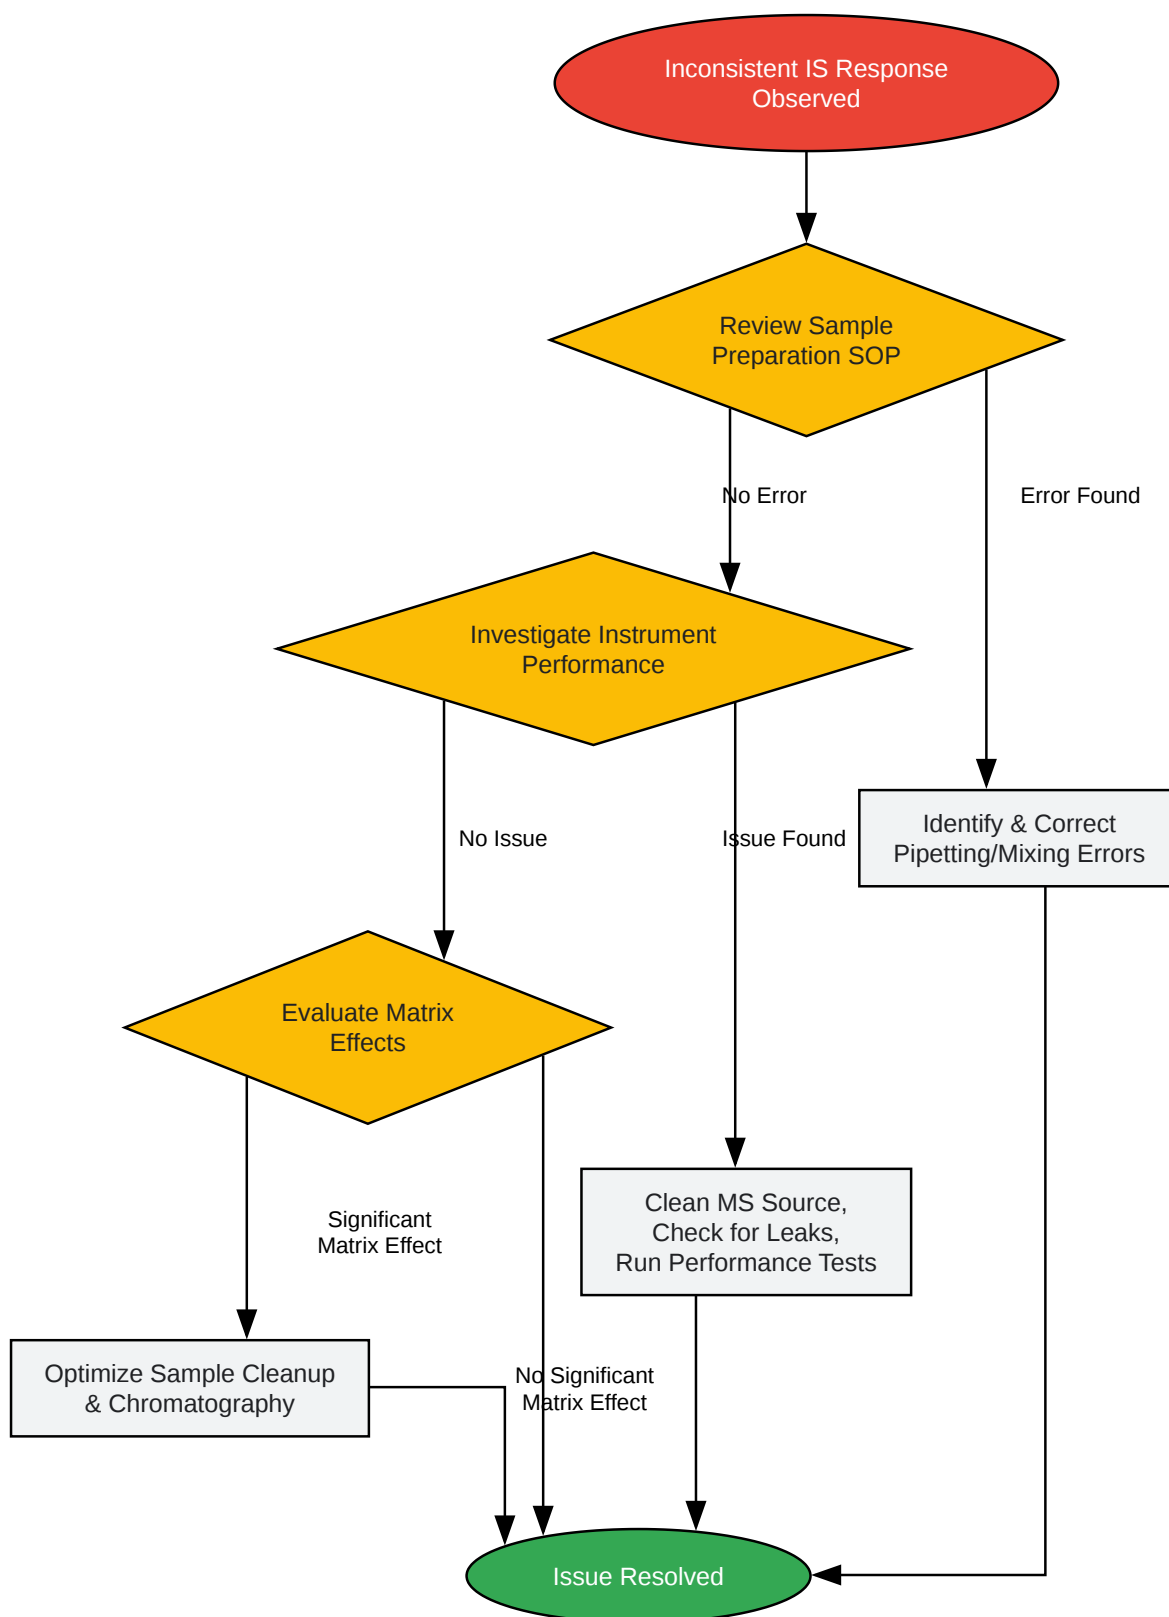 Inconsistent IS Response
Observed
Review Sample
Preparation SOP
No Error
Error Found
Investigate Instrument
Performance
No Issue
Issue Found
Identify & Correct
Pipetting/Mixing Errors
Evaluate Matrix
Effects
Significant
Matrix Effect
Clean MS Source,
Check for Leaks,
Run Performance Tests
Optimize Sample Cleanup
& Chromatography
No Significant
Matrix Effect
Issue Resolved